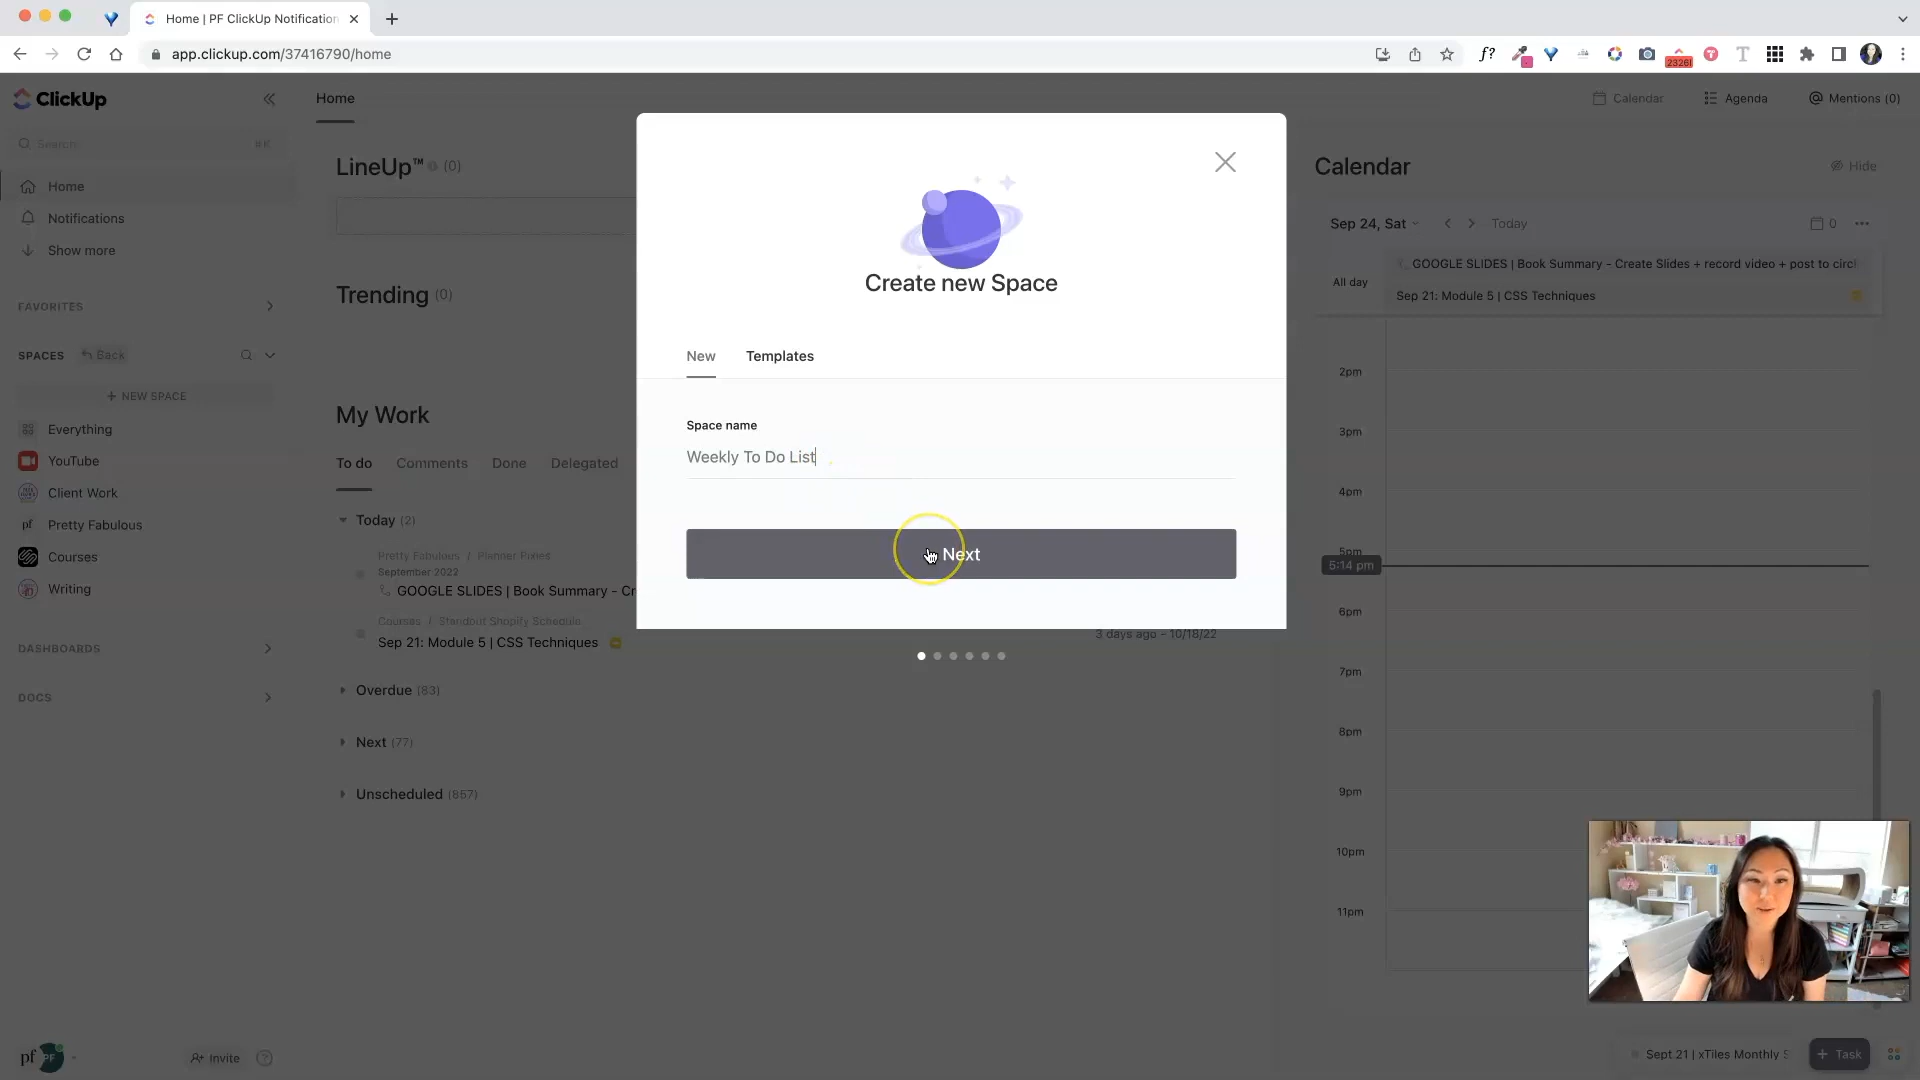 Home | PF ClickUp Notification
app.clickup.com/37416790/home
23261
ClickUp
Search
⌘K
Home
Notifications
Show more
FAVORITES
SPACES
Back
+ NEW SPACE
Everything
YouTube
Client Work
Pretty Fabulous
Courses
Writing
DASHBOARDS
DOCS
pf
PF
Invite
Home
LineUp™ (0)
Trending (0)
My Work
To do
Comments
Done
Delegated
Today (2)
Pretty Fabulous / Planner Pixies
September 2022
GOOGLE SLIDES | Book Summary - Cr
Courses / Standout Shopify Schedule
Sep 21: Module 5 | CSS Techniques
3 days ago - 10/18/22
Overdue (83)
Next (77)
Unscheduled (857)
Create new Space
New
Templates
Space name
Weekly To Do List
Next
Calendar
Agenda
Mentions (0)
Calendar
Hide
Sep 24, Sat
Today
0
All day
GOOGLE SLIDES | Book Summary - Create Slides + record video + post to circl
Sep 21: Module 5 | CSS Techniques
2pm
3pm
4pm
5pm
5:14 pm
6pm
7pm
8pm
9pm
10pm
11pm
Sept 21 | xTiles Monthly S
+ Task